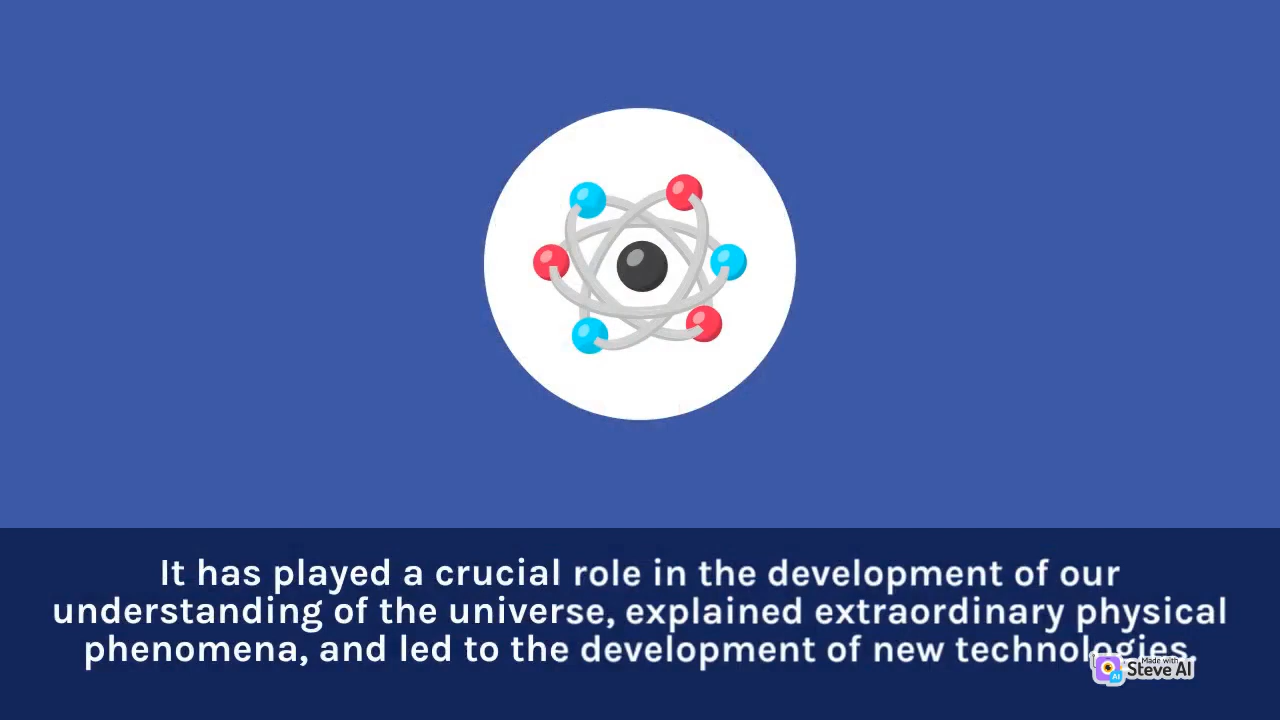 It has played a crucial role in the development of our
understanding of the universe, explained extraordinary physical
phenomena, and led to the development of new technologies.
Made with
Steve AI
AI